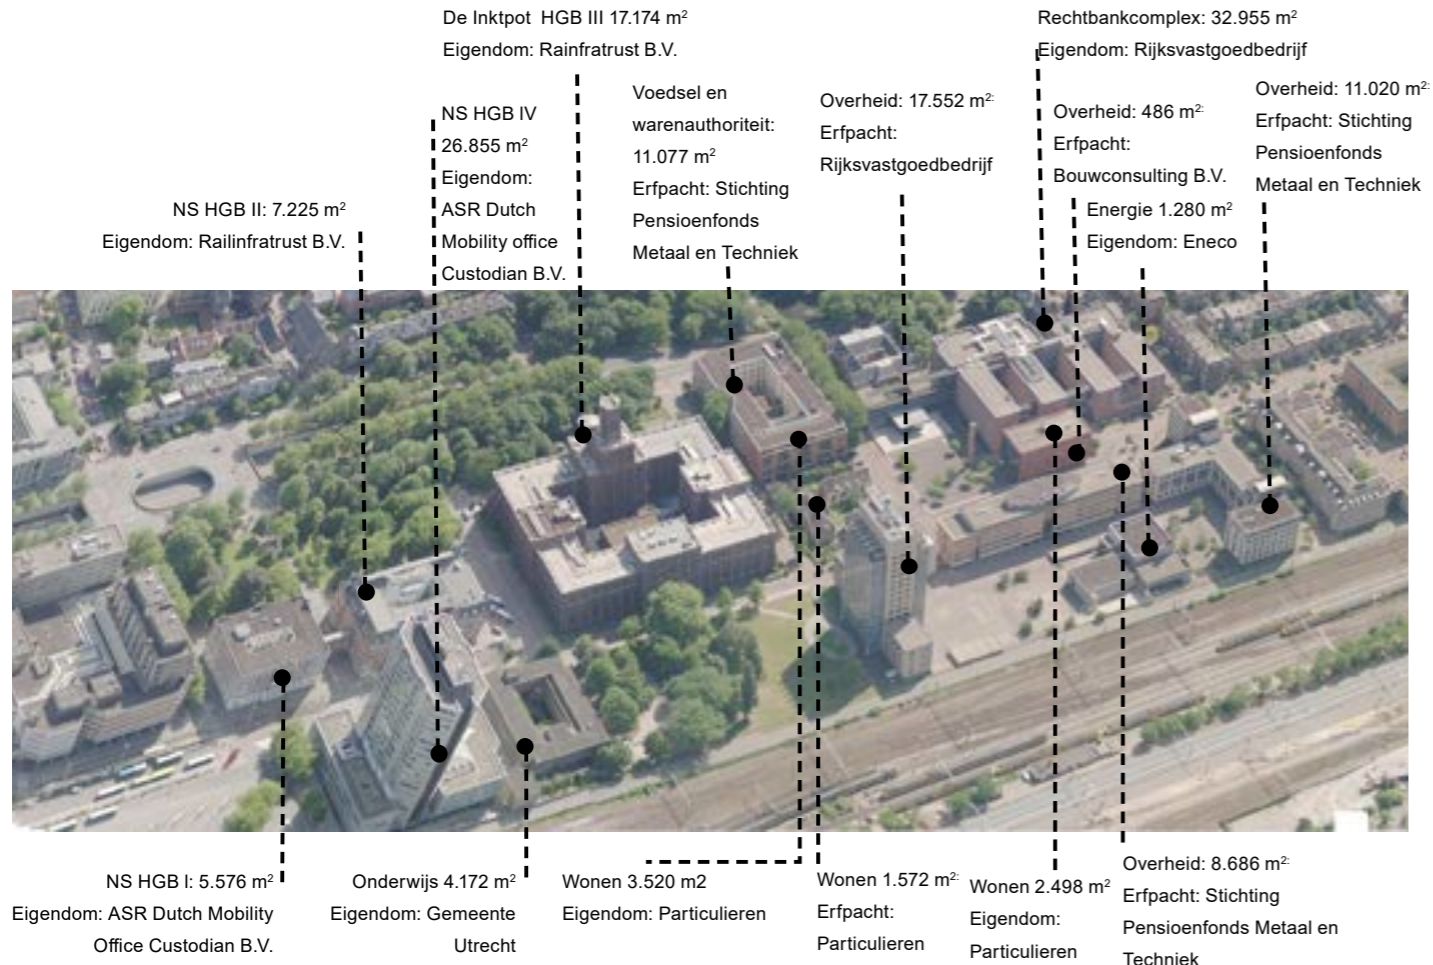 De Inktpot HGB III 17.174 m²
Eigendom: Rainfratrust B.V.
Rechtbankcomplex: 32.955 m²
Eigendom: Rijksvastgoedbedrijf
NS HGB IV
26.855 m²
Eigendom:
ASR Dutch
Mobility office
Custodian B.V.
Voedsel en
warenauthoriteit:
11.077 m²
Erfpacht: Stichting
Pensioenfonds
Metaal en Techniek
Overheid: 17.552 m²:
Erfpacht:
Rijksvastgoedbedrijf
Overheid: 486 m²:
Erfpacht:
Bouwconsulting B.V.
Overheid: 11.020 m²:
Erfpacht: Stichting
Pensioenfonds
Metaal en Techniek
NS HGB II: 7.225 m²
Eigendom: Railinfratrust B.V.
Energie 1.280 m²
Eigendom: Eneco
NS HGB I: 5.576 m²
Eigendom: ASR Dutch Mobility
Office Custodian B.V.
Onderwijs 4.172 m²
Eigendom: Gemeente
Utrecht
Wonen 3.520 m2
Eigendom: Particulieren
Wonen 1.572 m²:
Erfpacht:
Particulieren
Wonen 2.498 m²
Eigendom:
Particulieren
Overheid: 8.686 m²:
Erfpacht: Stichting
Pensioenfonds Metaal en
Techniek